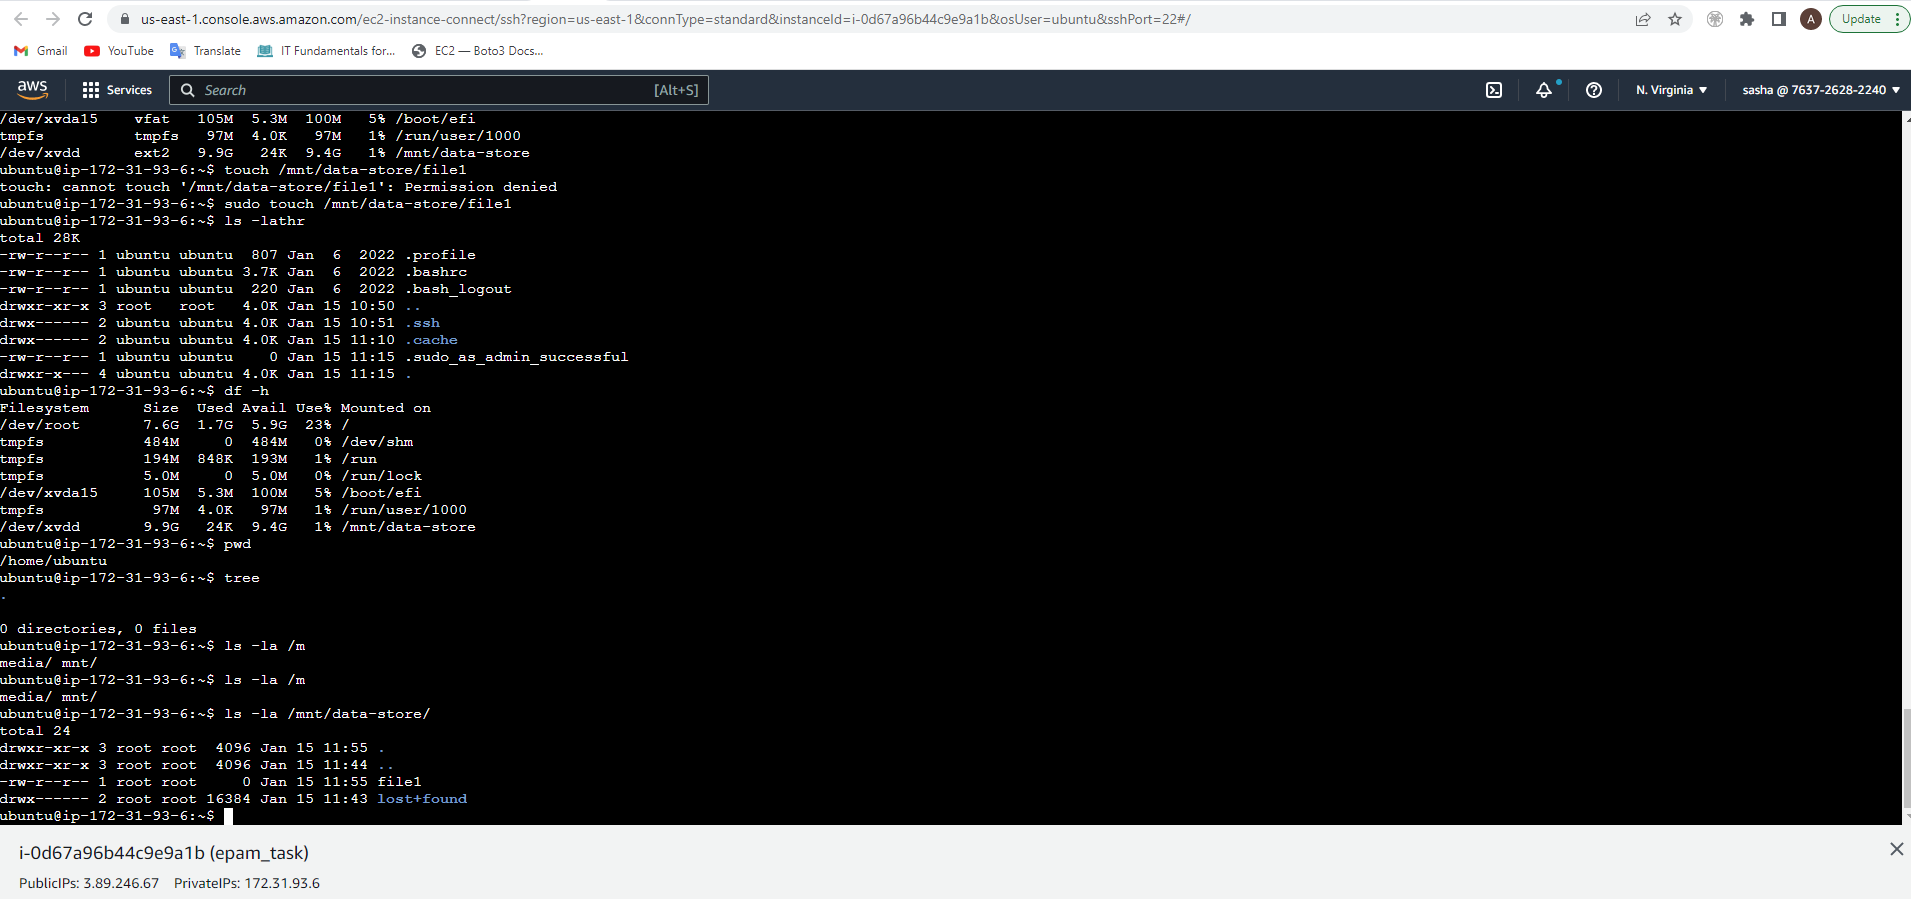 us-east-1.console.aws.amazon.com/ec2-instance-connect/ssh?region=us-east-1&connType=standard&instanceId=i-0d67a96b44c9e9a1b&osUser=ubuntu&sshPort=22#/
A
Update
Gmail YouTube Translate IT Fundamentals for... EC2 — Boto3 Docs...
aws Services Search [Alt+S] N. Virginia ▼ sasha @ 7637-2628-2240 ▼
/dev/xvda15    vfat   105M  5.3M  100M   5% /boot/efi
tmpfs          tmpfs   97M  4.0K   97M   1% /run/user/1000
/dev/xvdd      ext2   9.9G   24K  9.4G   1% /mnt/data-store
ubuntu@ip-172-31-93-6:~$ touch /mnt/data-store/file1
touch: cannot touch '/mnt/data-store/file1': Permission denied
ubuntu@ip-172-31-93-6:~$ sudo touch /mnt/data-store/file1
ubuntu@ip-172-31-93-6:~$ ls -lathr
total 28K
-rw-r--r-- 1 ubuntu ubuntu  807 Jan  6  2022 .profile
-rw-r--r-- 1 ubuntu ubuntu 3.7K Jan  6  2022 .bashrc
-rw-r--r-- 1 ubuntu ubuntu  220 Jan  6  2022 .bash_logout
drwxr-xr-x 3 root   root   4.0K Jan 15 10:50 ..
drwx------ 2 ubuntu ubuntu 4.0K Jan 15 10:51 .ssh
drwx------ 2 ubuntu ubuntu 4.0K Jan 15 11:10 .cache
-rw-r--r-- 1 ubuntu ubuntu    0 Jan 15 11:15 .sudo_as_admin_successful
drwxr-x--- 4 ubuntu ubuntu 4.0K Jan 15 11:15 .
ubuntu@ip-172-31-93-6:~$ df -h
Filesystem      Size  Used Avail Use% Mounted on
/dev/root       7.6G  1.7G  5.9G  23% /
tmpfs           484M     0  484M   0% /dev/shm
tmpfs           194M  848K  193M   1% /run
tmpfs           5.0M     0  5.0M   0% /run/lock
/dev/xvda15     105M  5.3M  100M   5% /boot/efi
tmpfs            97M  4.0K   97M   1% /run/user/1000
/dev/xvdd       9.9G   24K  9.4G   1% /mnt/data-store
ubuntu@ip-172-31-93-6:~$ pwd
/home/ubuntu
ubuntu@ip-172-31-93-6:~$ tree
.
0 directories, 0 files
ubuntu@ip-172-31-93-6:~$ ls -la /m
media/ mnt/
ubuntu@ip-172-31-93-6:~$ ls -la /m
media/ mnt/
ubuntu@ip-172-31-93-6:~$ ls -la /mnt/data-store/
total 24
drwxr-xr-x 3 root root  4096 Jan 15 11:55 .
drwxr-xr-x 3 root root  4096 Jan 15 11:44 ..
-rw-r--r-- 1 root root     0 Jan 15 11:55 file1
drwx------ 2 root root 16384 Jan 15 11:43 lost+found
ubuntu@ip-172-31-93-6:~$
i-0d67a96b44c9e9a1b (epam_task)
PublicIPs: 3.89.246.67 PrivateIPs: 172.31.93.6